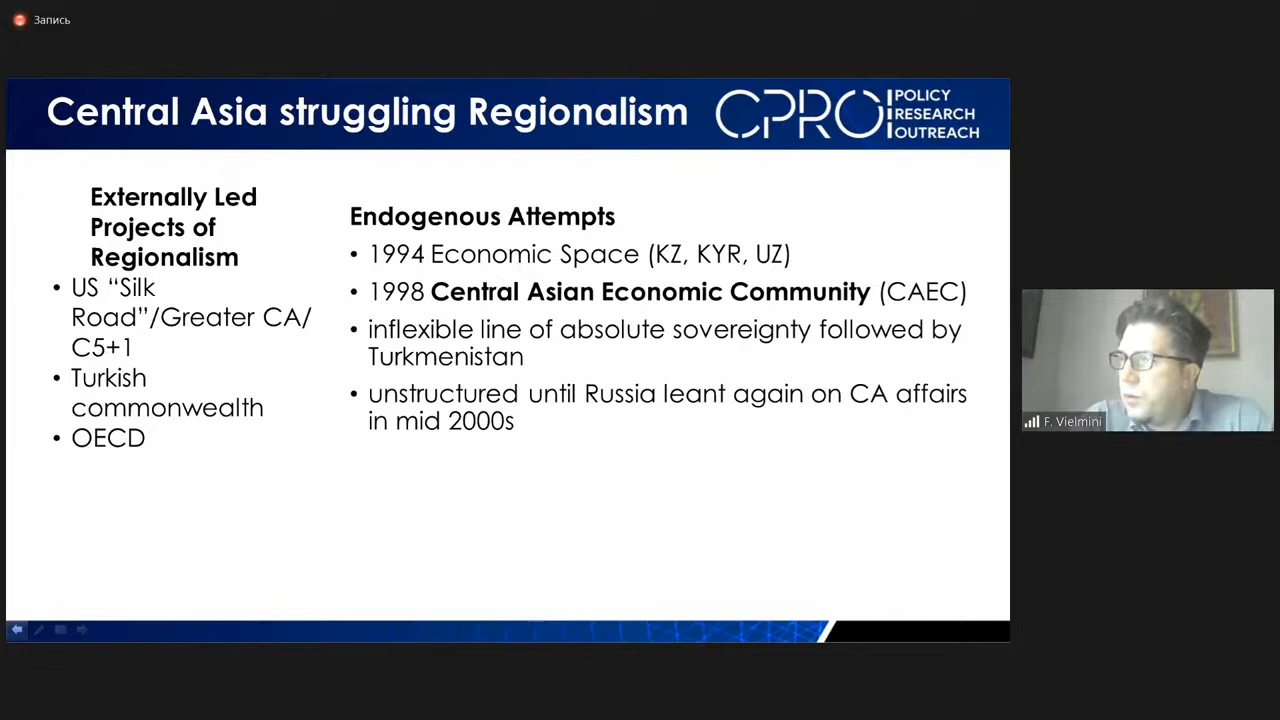 Запись
Central Asia struggling Regionalism
CPRO
POLICY
RESEARCH
OUTREACH
Externally Led
Projects of
Regionalism
• US “Silk
Road”/Greater CA/
C5+1
• Turkish
commonwealth
• OECD
Endogenous Attempts
• 1994 Economic Space (KZ, KYR, UZ)
• 1998 Central Asian Economic Community (CAEC)
• inflexible line of absolute sovereignty followed by
Turkmenistan
• unstructured until Russia leant again on CA affairs
in mid 2000s
F. Vielmini